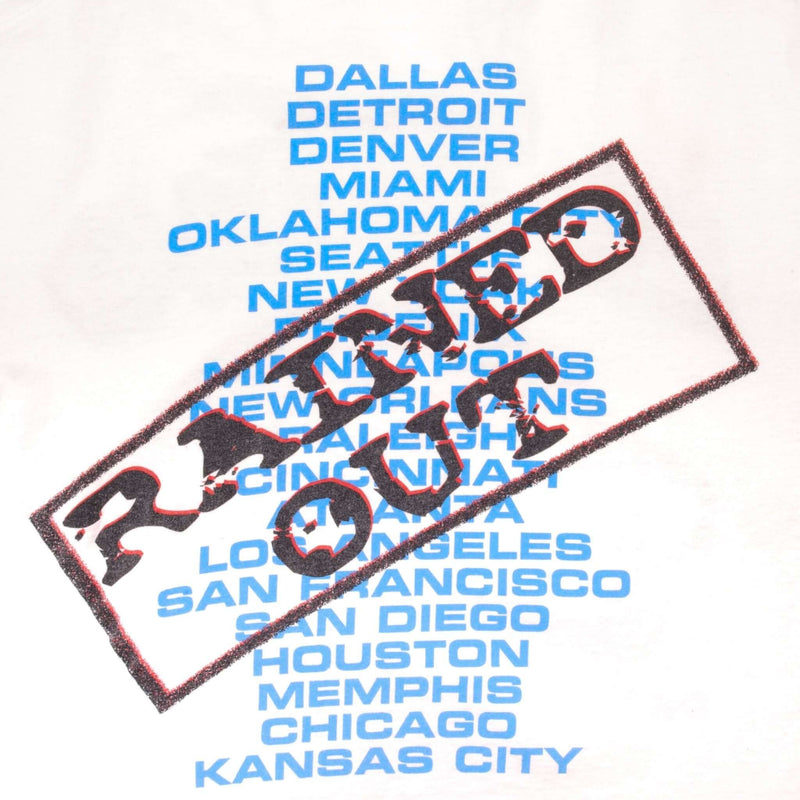 DALLAS
DETROIT
DENVER
MIAMI
OKLAHOMA CITY
SEATTLE
NEW YORK
PHOENIX
MINNEAPOLIS
NEW ORLEANS
RALEIGH
CINCINNATI
ATLANTA
LOS ANGELES
SAN FRANCISCO
SAN DIEGO
HOUSTON
MEMPHIS
CHICAGO
KANSAS CITY
RAINED
OUT